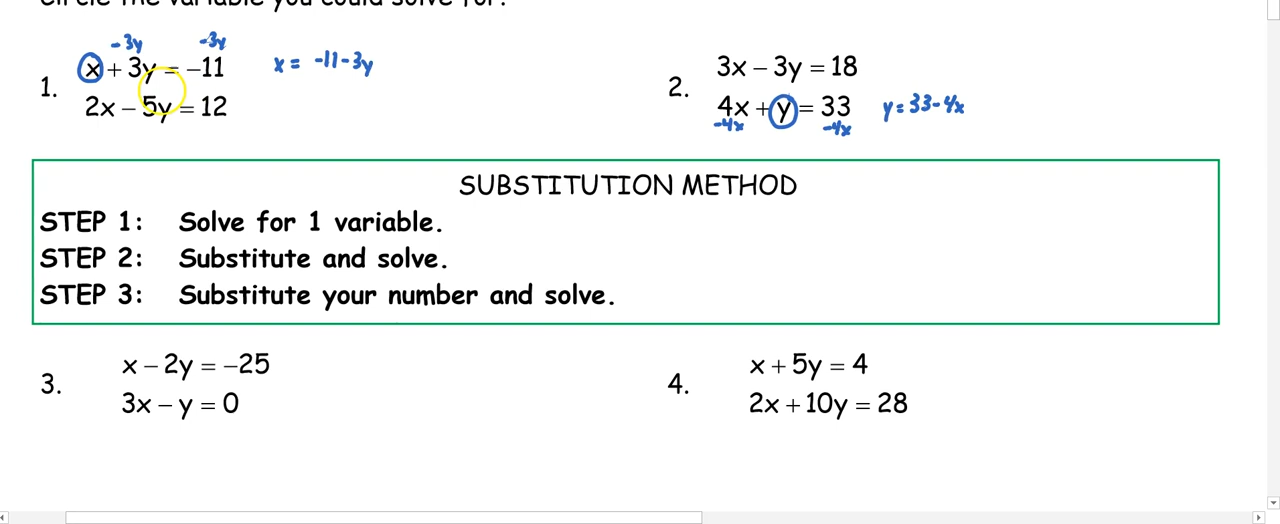 Circle the variable you could solve for.
-3y -3y
1. x + 3y = -11 x = -11-3y
2x - 5y = 12
2. 3x - 3y = 18
4x + y = 33 y = 33-4x
-4x -4x
SUBSTITUTION METHOD
STEP 1: Solve for 1 variable.
STEP 2: Substitute and solve.
STEP 3: Substitute your number and solve.
3. x - 2y = -25
3x - y = 0
4. x + 5y = 4
2x + 10y = 28